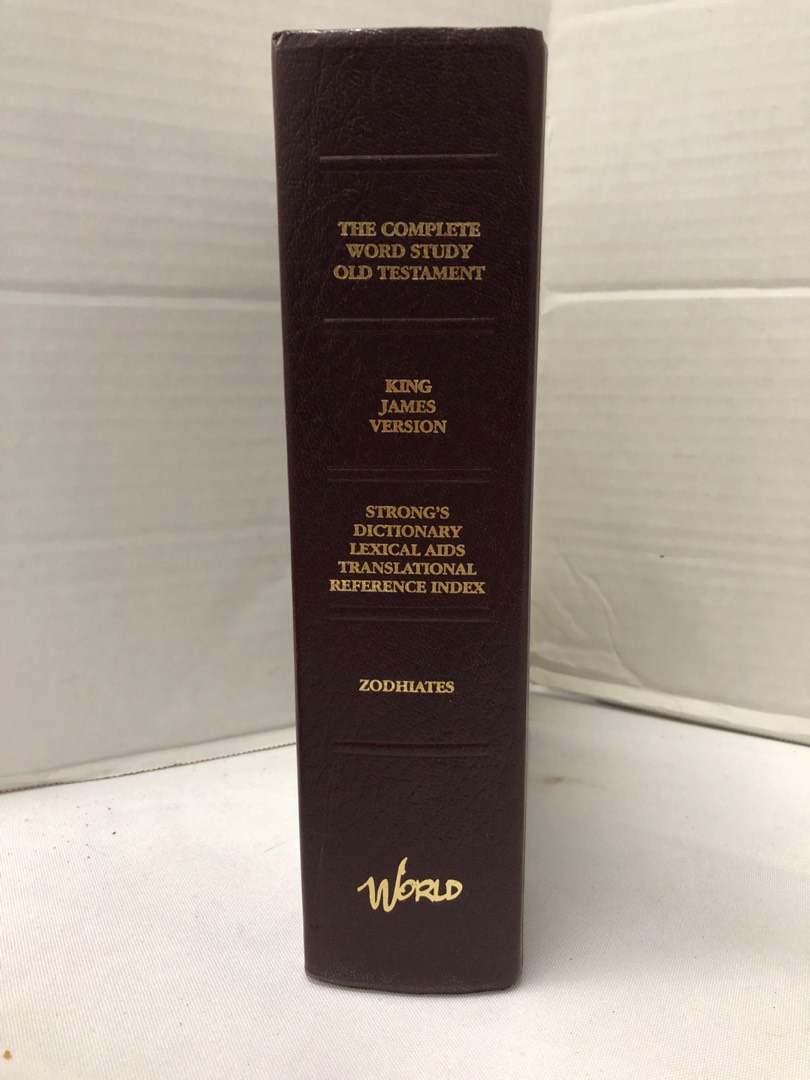 THE COMPLETE
WORD STUDY
OLD TESTAMENT
KING
JAMES
VERSION
STRONG'S
DICTIONARY
LEXICAL AIDS
TRANSLATIONAL
REFERENCE INDEX
ZODHIATES
WORLD